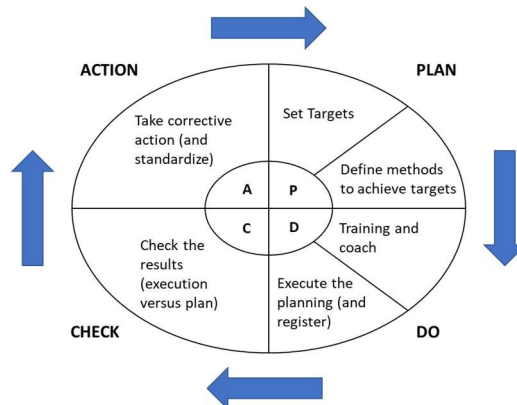 ACTION
PLAN
Take corrective
action (and
standardize)
Set Targets
Define methods
to achieve targets
A
P
C
D
Training and
coach
Check the
results
(execution
versus plan)
Execute the
planning (and
register)
CHECK
DO